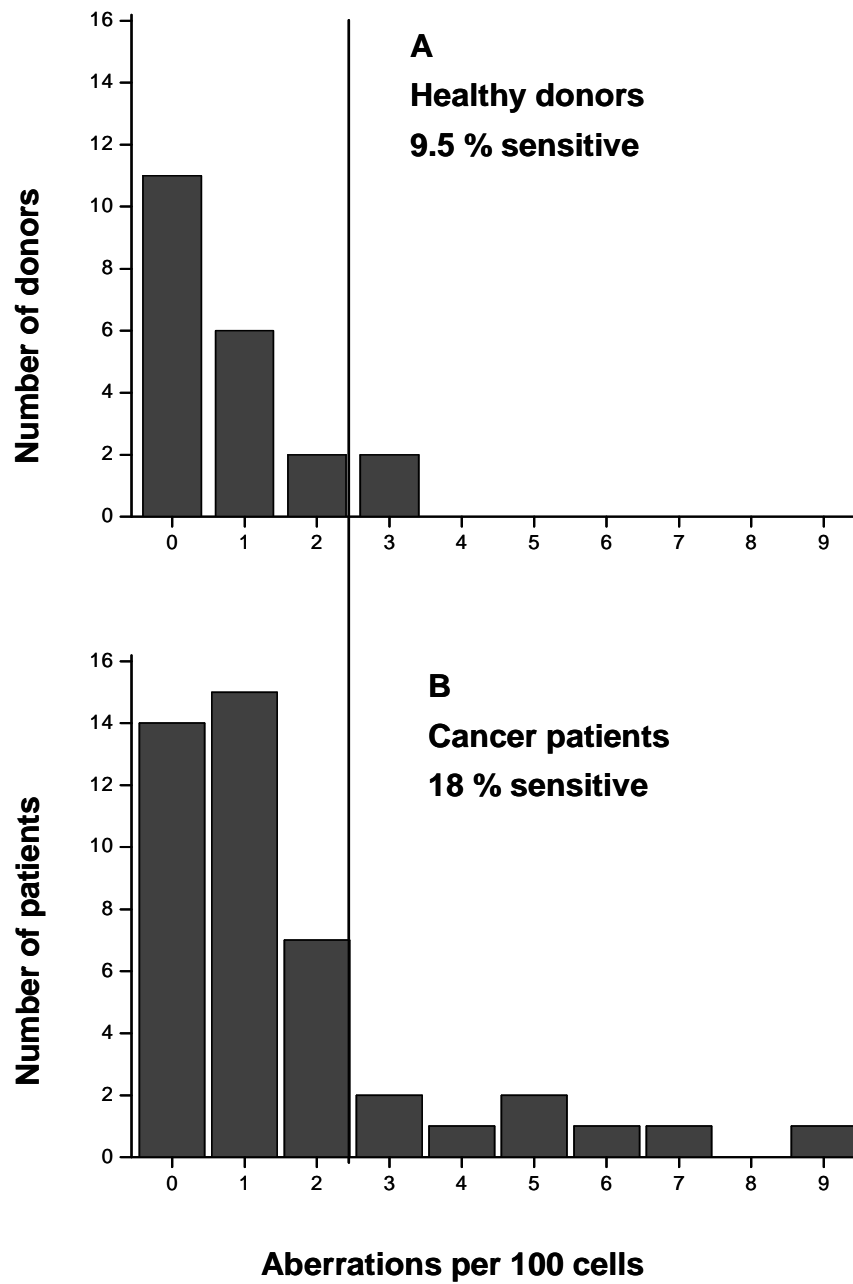 A
Healthy donors
9.5 % sensitive
Number of donors
16
14
12
10
8
6
4
2
0
0 1 2 3 4 5 6 7 8 9
B
Cancer patients
18 % sensitive
Number of patients
16
14
12
10
8
6
4
2
0
0 1 2 3 4 5 6 7 8 9
Aberrations per 100 cells